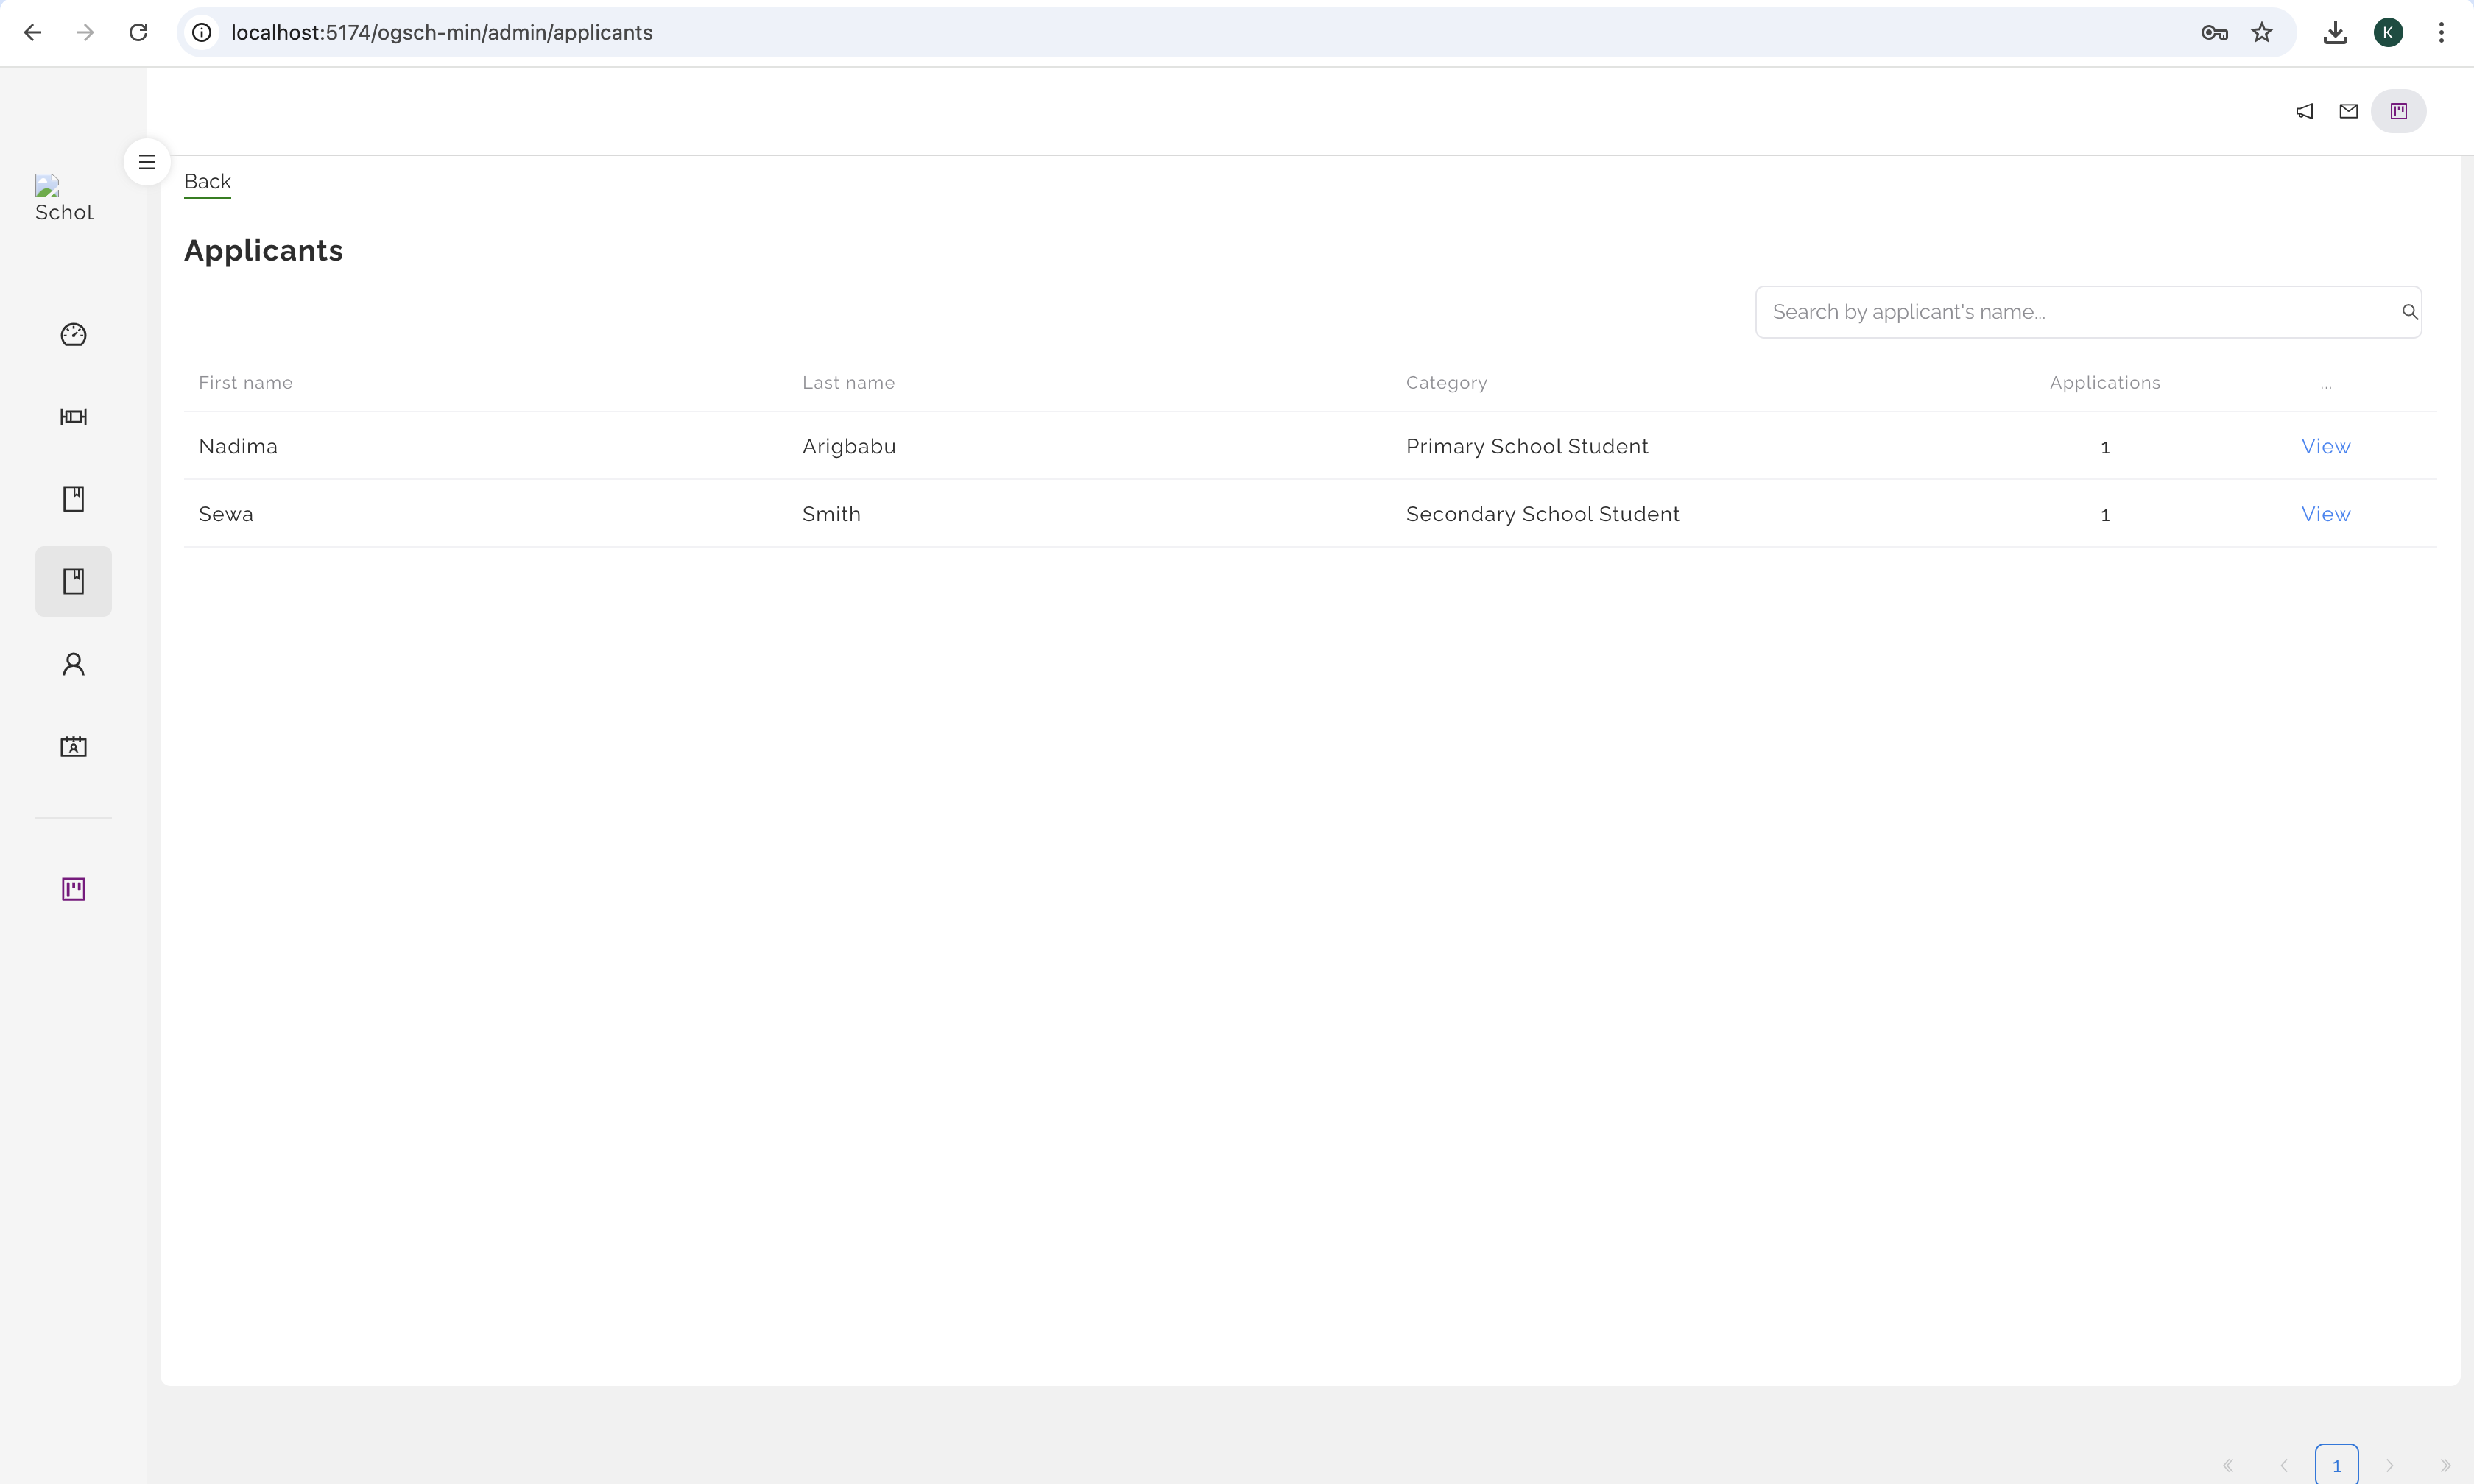 localhost:5174/ogsch-min/admin/applicants
K
Schol
Back
Applicants
Search by applicant's name...
First name Last name Category Applications ...
Nadima Arigbabu Primary School Student 1 View
Sewa Smith Secondary School Student 1 View
1